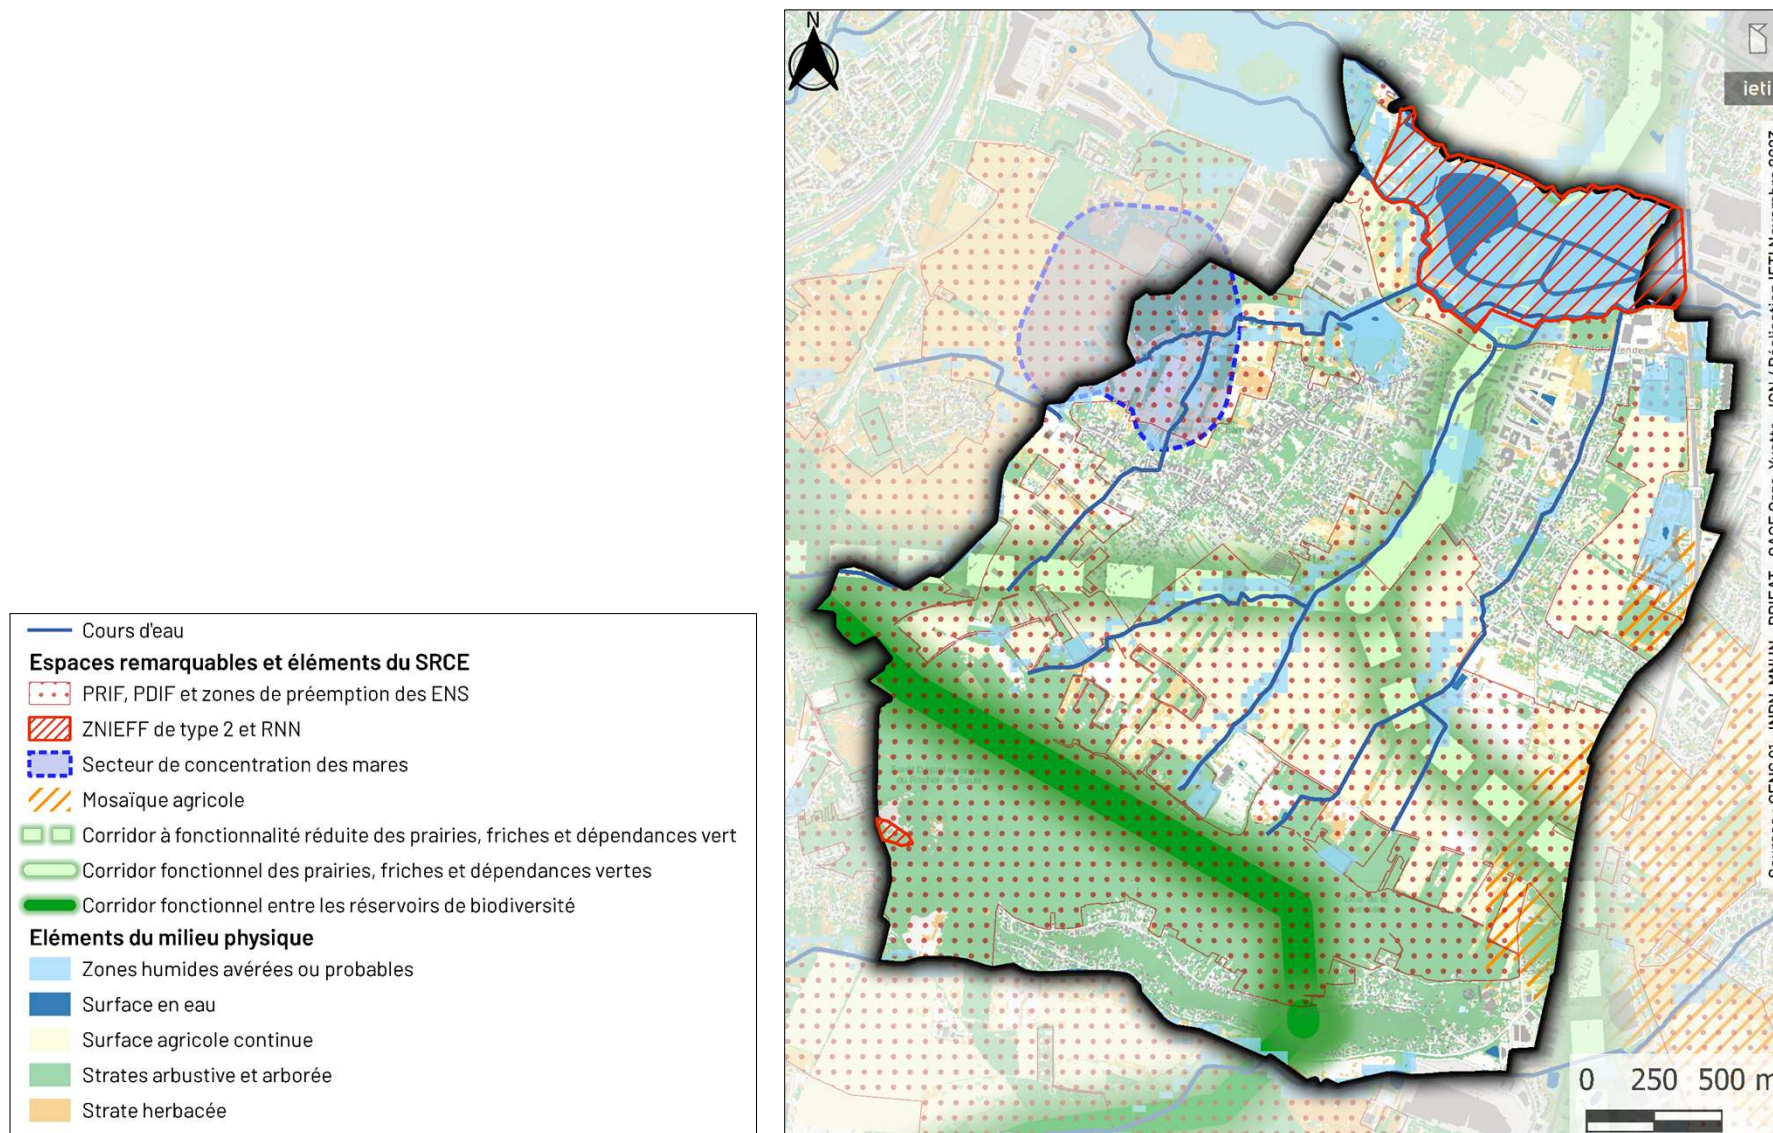 Cours d'eau
Espaces remarquables et éléments du SRCE
PRIF, PDIF et zones de préemption des ENS
ZNIEFF de type 2 et RNN
Secteur de concentration des mares
Mosaïque agricole
Corridor à fonctionnalité réduite des prairies, friches et dépendances vert
Corridor fonctionnel des prairies, friches et dépendances vertes
Corridor fonctionnel entre les réservoirs de biodiversité
Eléments du milieu physique
Zones humides avérées ou probables
Surface en eau
Surface agricole continue
Strates arbustive et arborée
Strate herbacée
N
ieti
0 250 500 m